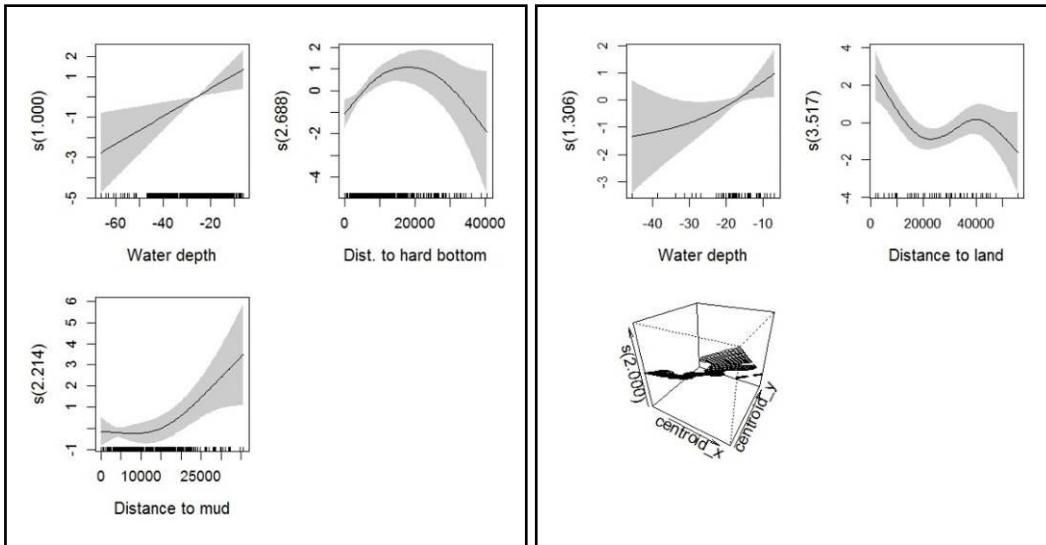 s(1.000)
2
1
-1
-3
-5
-60 -40 -20
Water depth
s(2.688)
2
1
0
-2
-4
0 20000 40000
Dist. to hard bottom
s(2.214)
6
5
4
3
2
1
-1
0 10000 25000
Distance to mud
s(1.306)
2
1
0
-1
-2
-3
-40 -30 -20 -10
Water depth
s(3.517)
4
2
0
-2
-4
0 20000 40000
Distance to land
s(2.000)
centroid_x
centroid_y